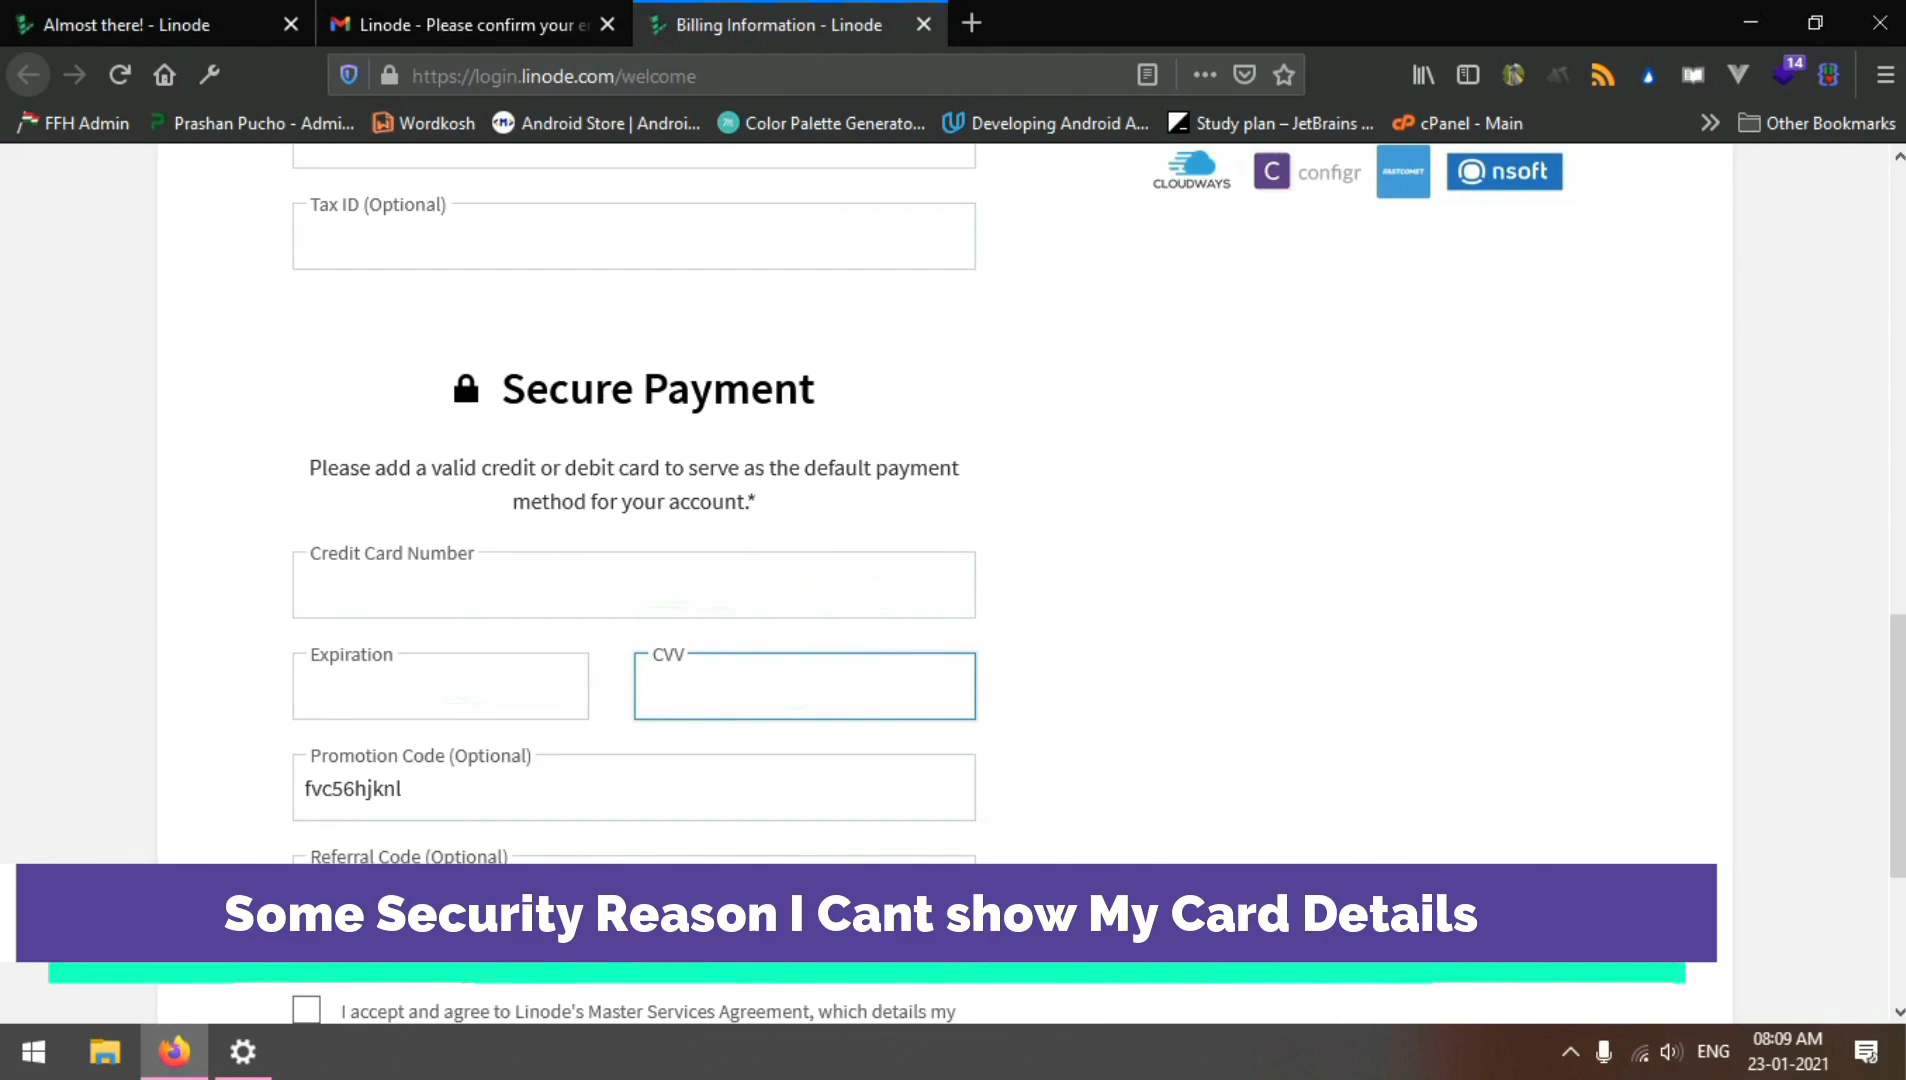 Almost there! - Linode
Linode - Please confirm your e
Billing Information - Linode
https://login.linode.com/welcome
14
FFH Admin
Prashan Pucho - Admi...
Wordkosh
Android Store | Androi...
Color Palette Generato...
Developing Android A...
Study plan – JetBrains ...
cPanel - Main
Other Bookmarks
CLOUDWAYS
C configr
FASTCOMET
nsoft
Tax ID (Optional)
Secure Payment
Please add a valid credit or debit card to serve as the default payment
method for your account.*
Credit Card Number
Expiration
CVV
Promotion Code (Optional)
fvc56hjknl
Referral Code (Optional)
Some Security Reason I Cant show My Card Details
I accept and agree to Linode's Master Services Agreement, which details my
ENG
08:09 AM
23-01-2021